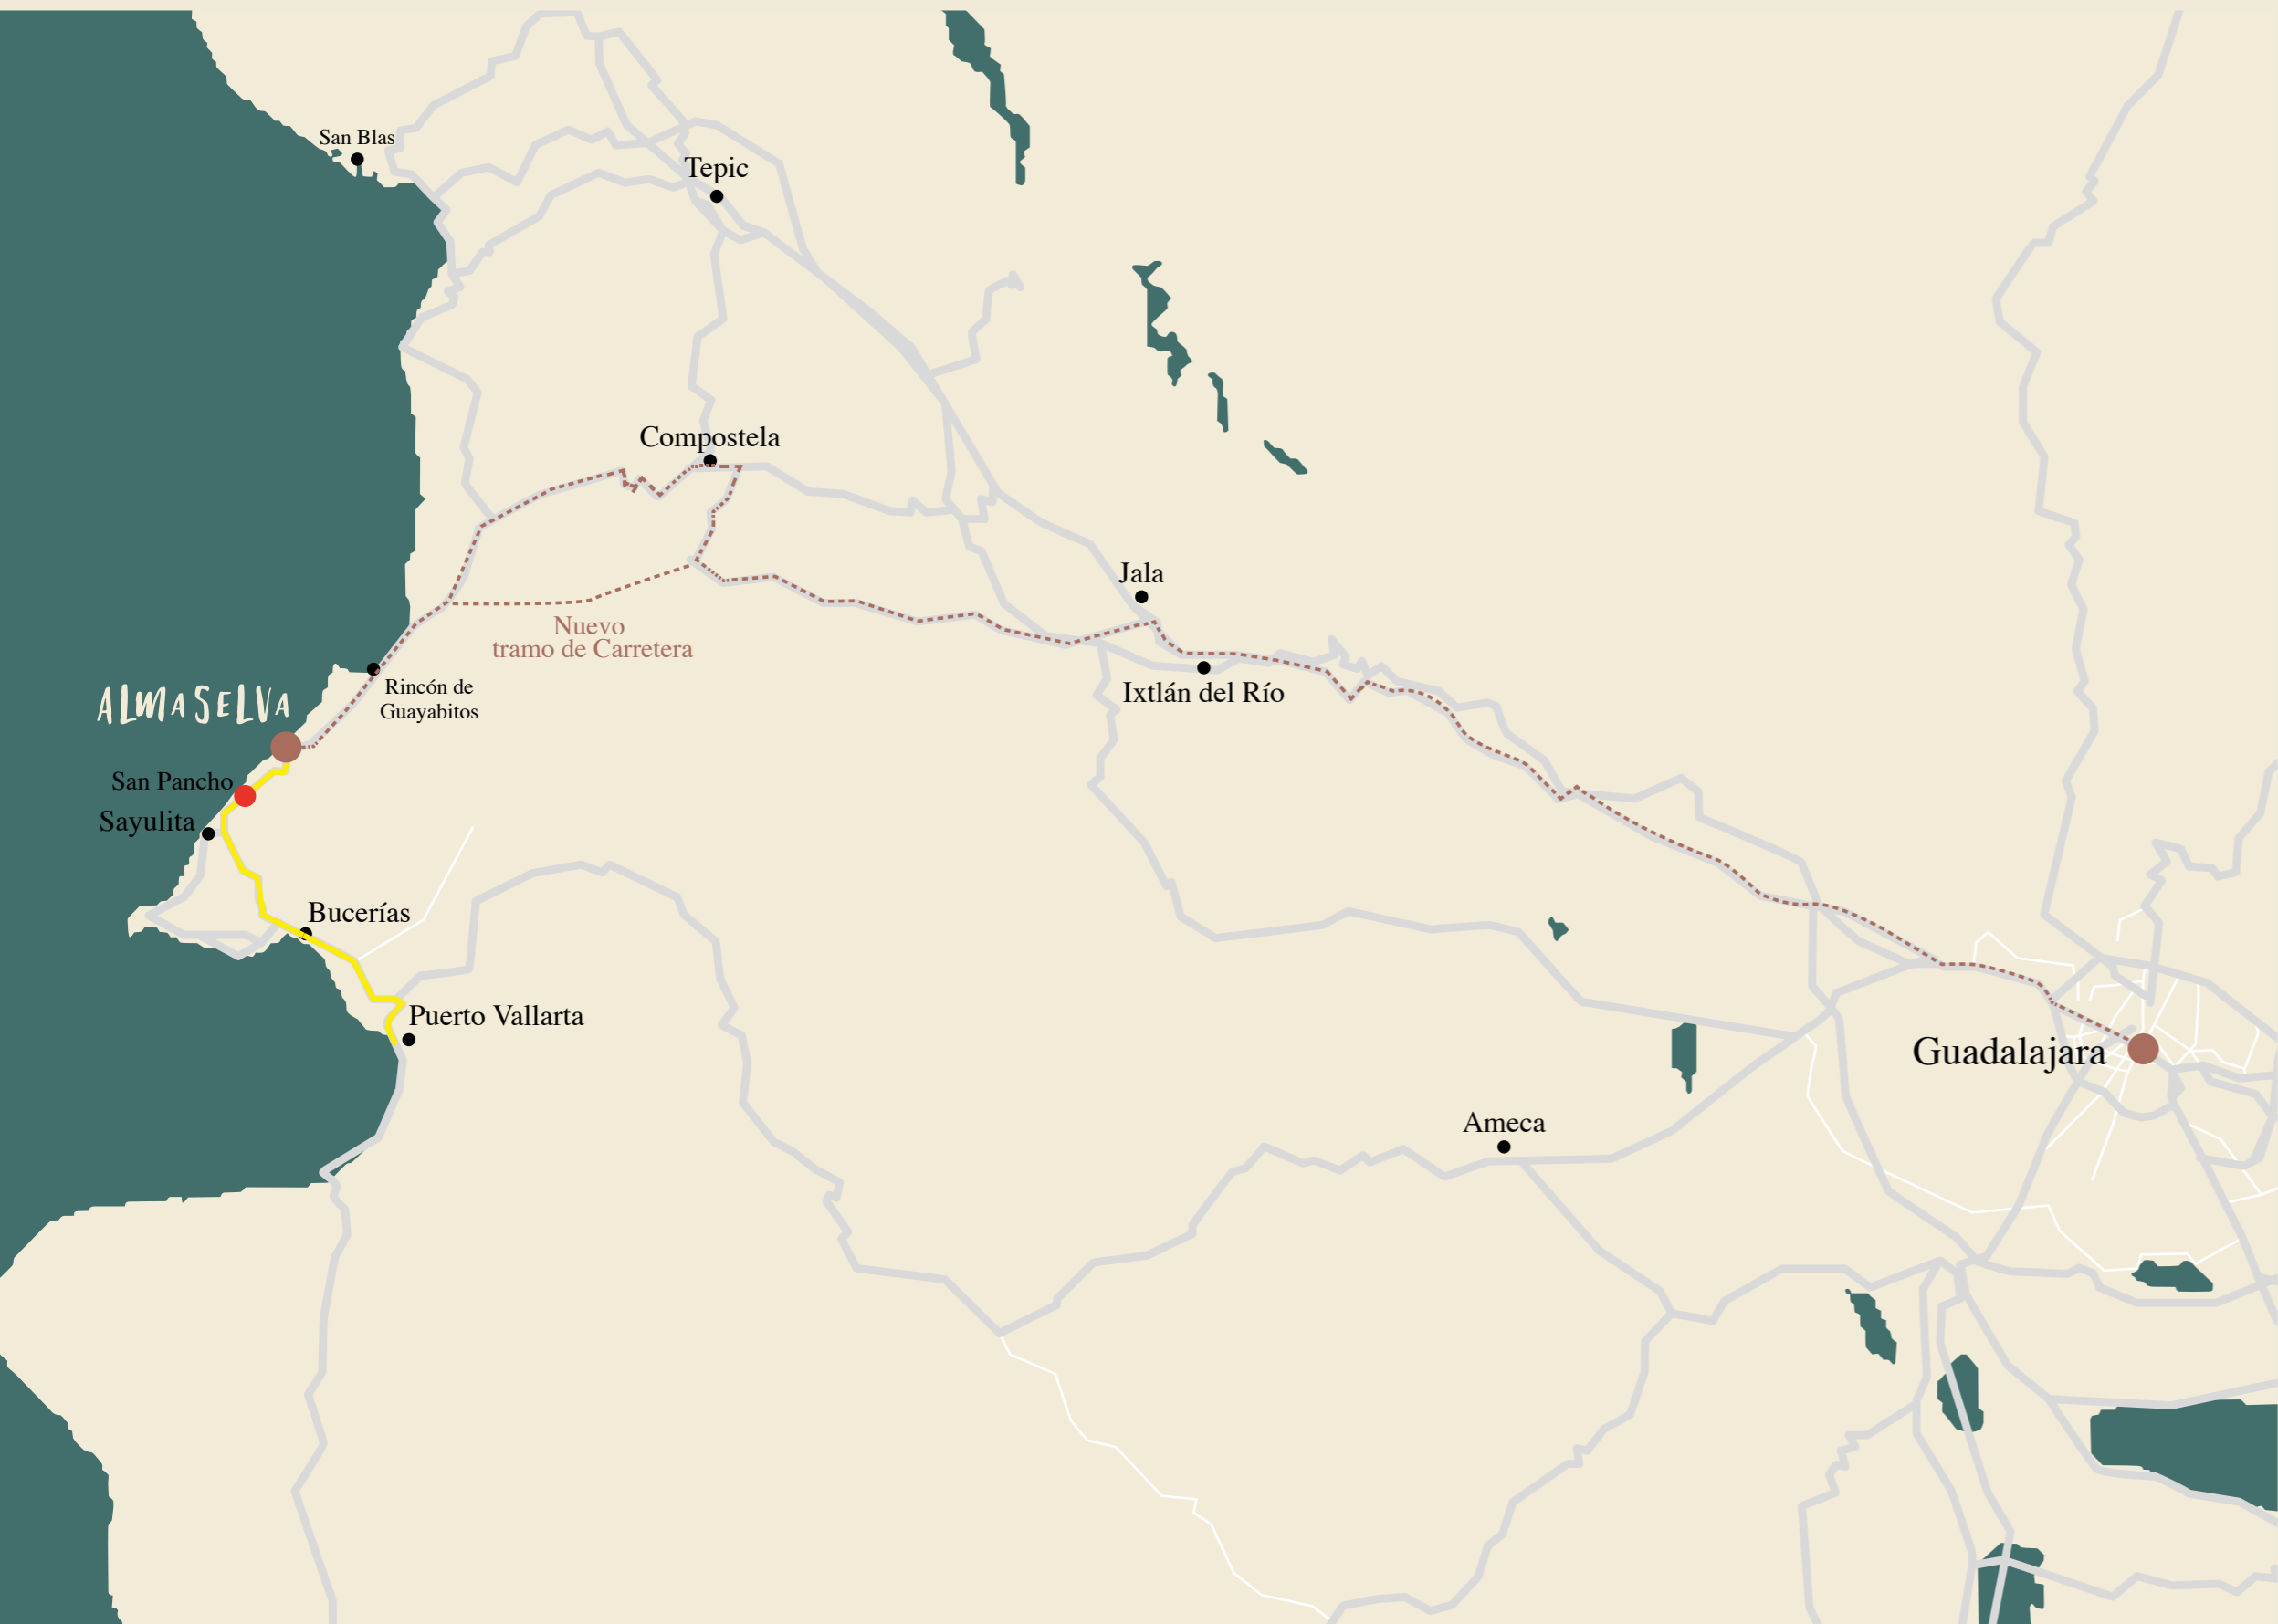 San Blas
Tepic
Compostela
Jala
Nuevo
tramo de Carretera
Rincón de
Guayabitos
Ixtlán del Río
ALMASELVA
San Pancho
Sayulita
Bucerías
Puerto Vallarta
Guadalajara
Ameca